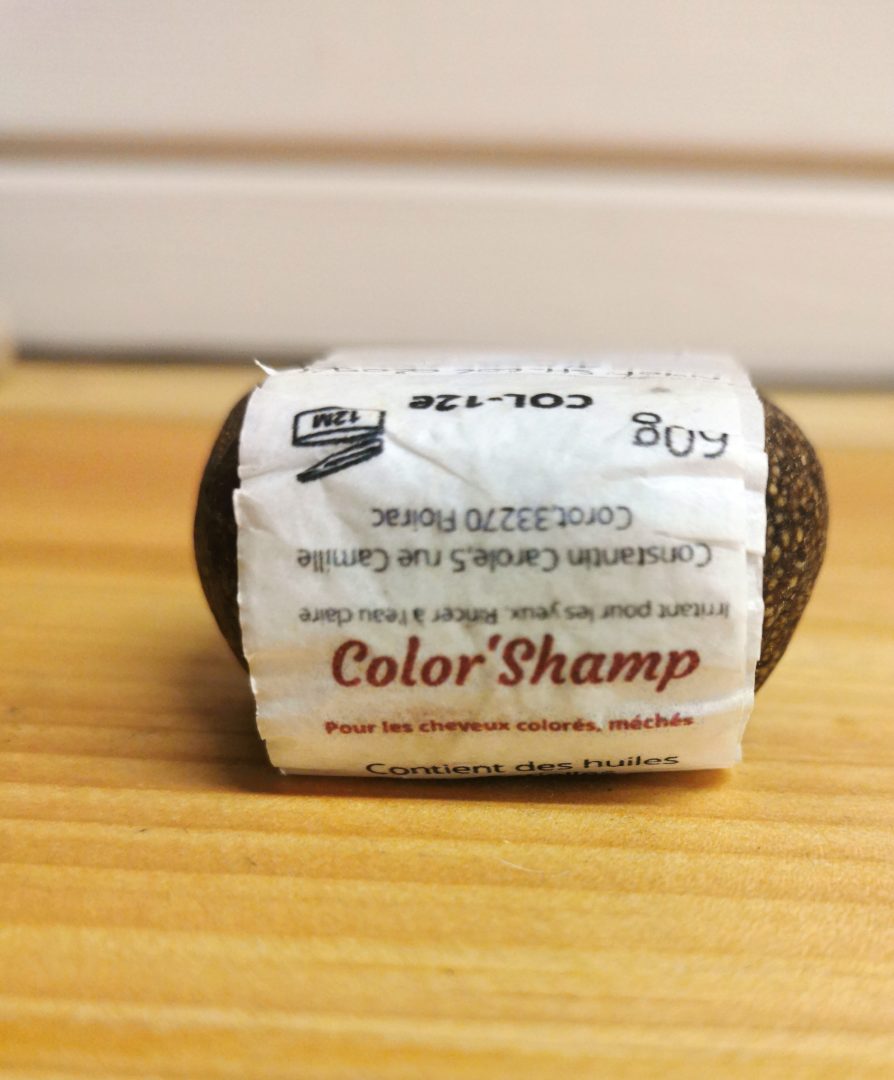 Color'Shamp
Pour les cheveux colorés, méchés
Contient des huiles
Irritant pour les yeux. Rincer à l'eau claire
Constantin Carole,5 rue Camille
Corot,33270 Floirac
60g
COL-12e
12M